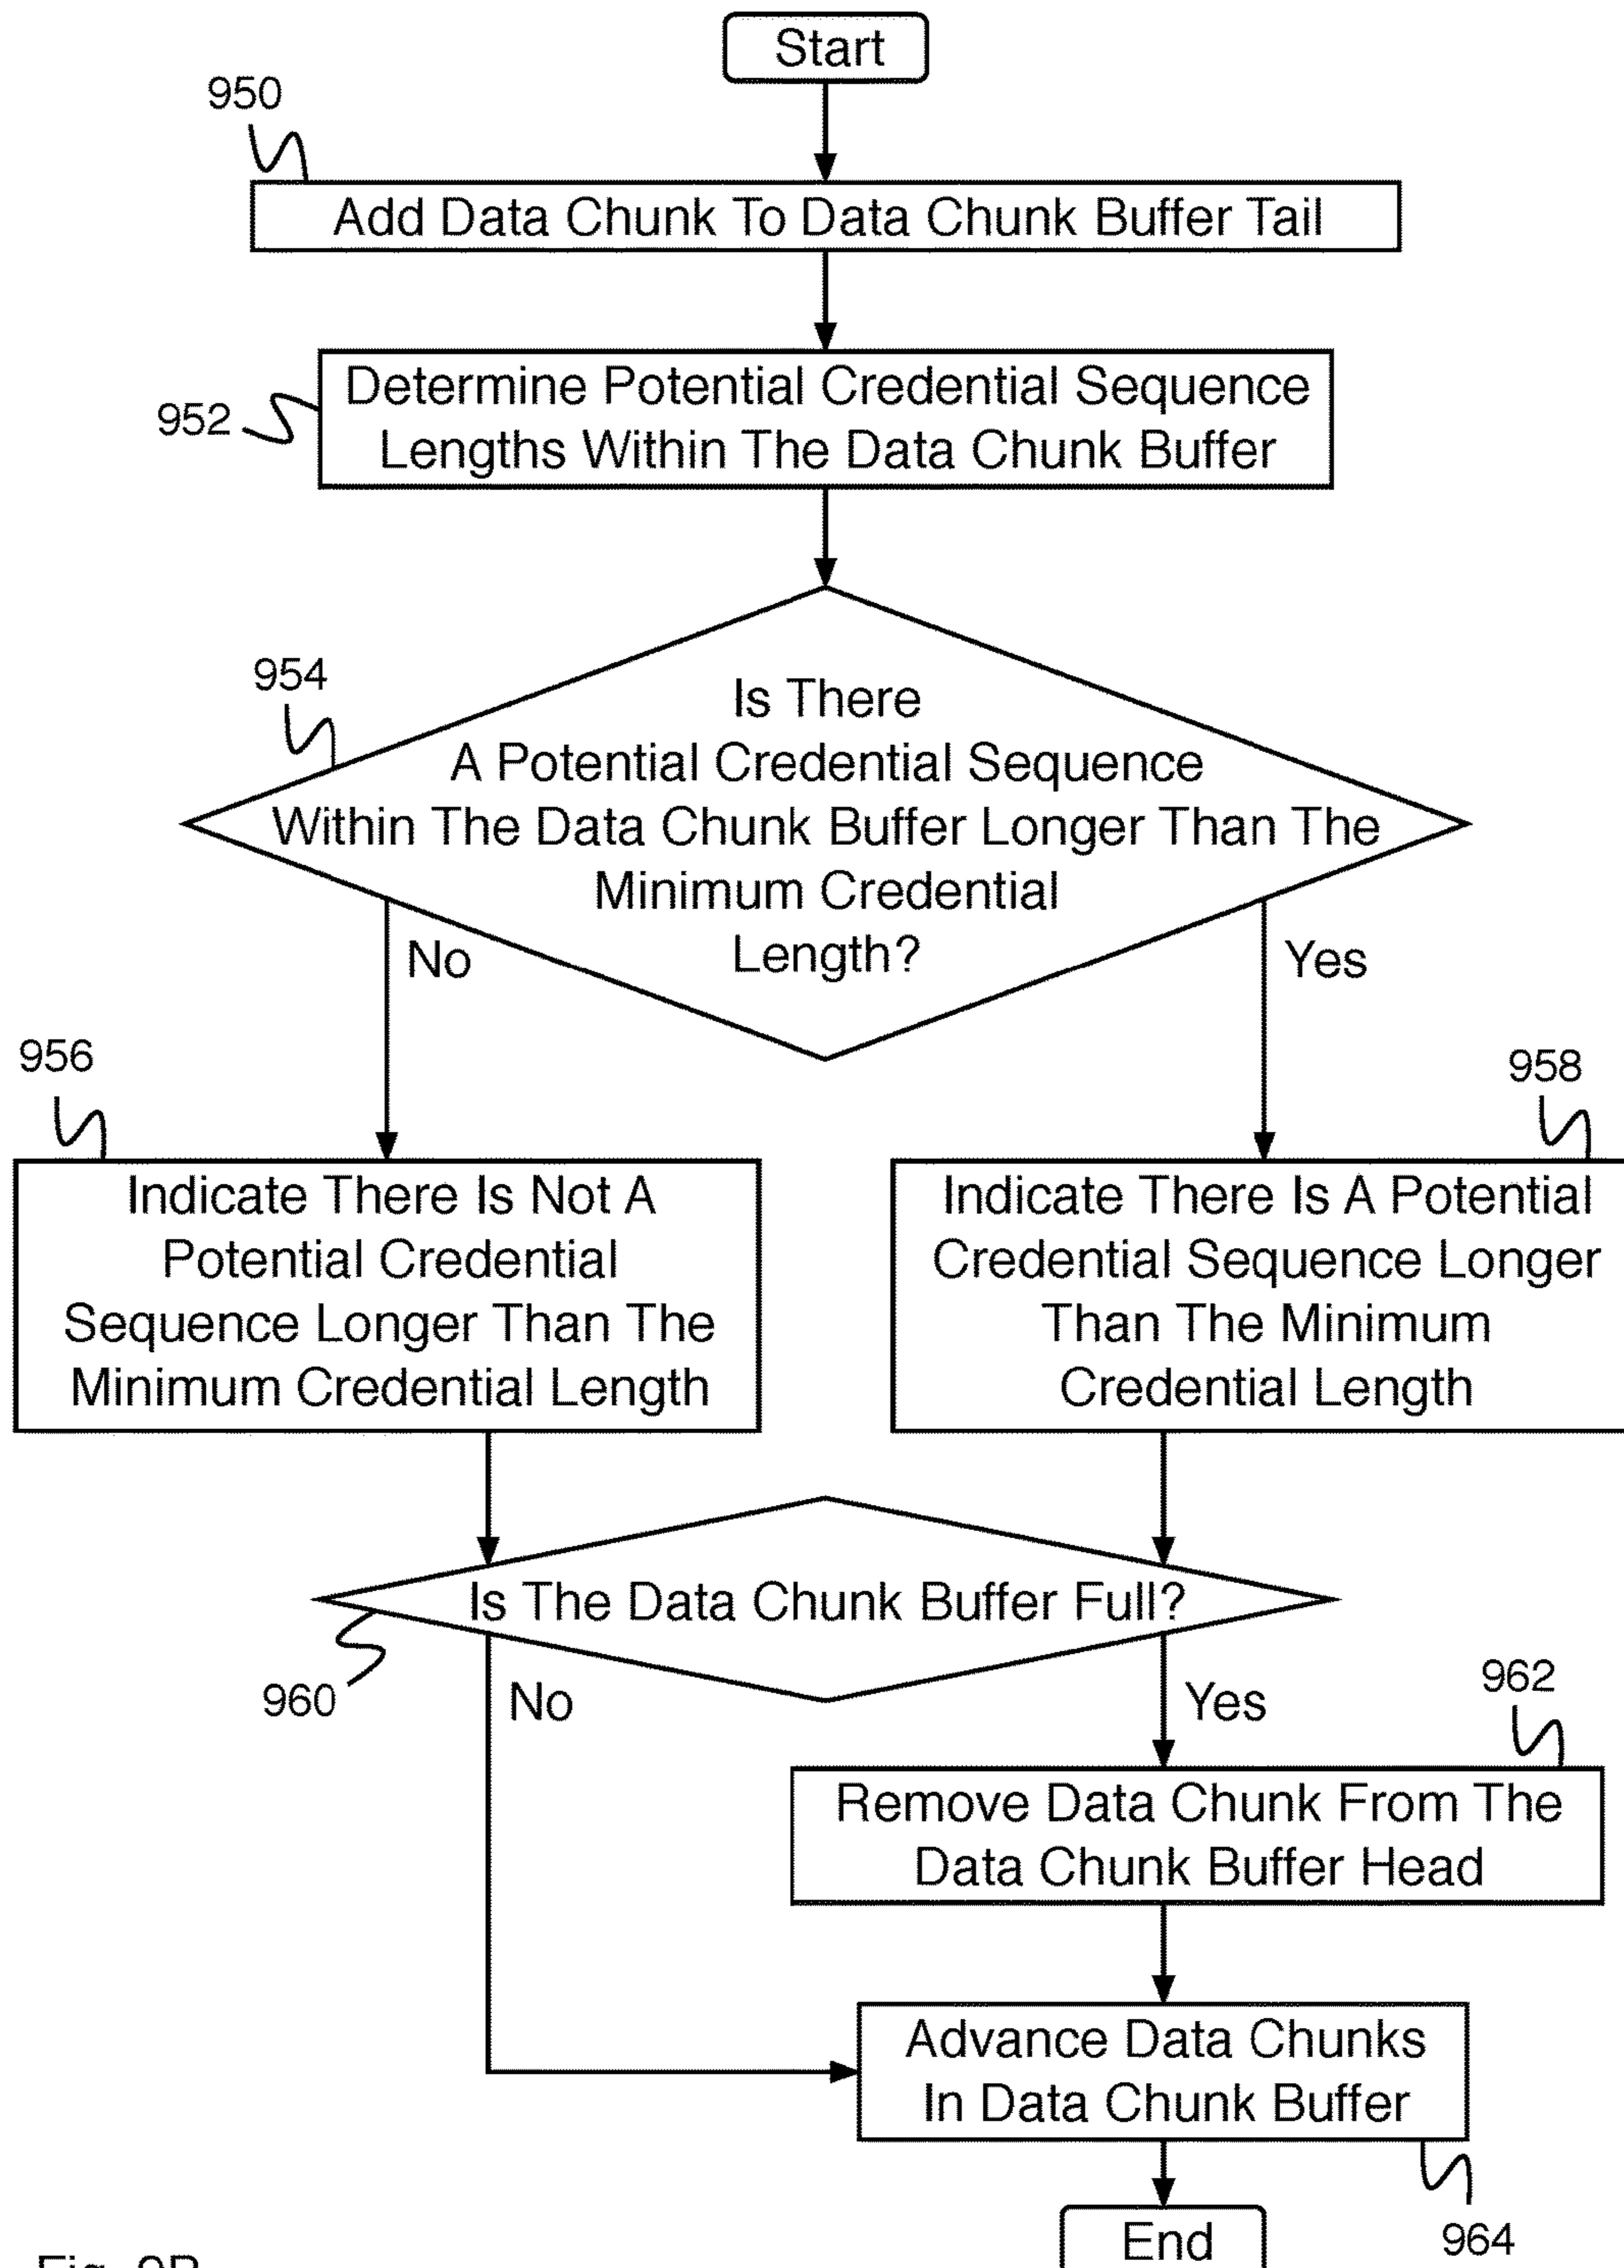 Start
950
Add Data Chunk To Data Chunk Buffer Tail
952
Determine Potential Credential Sequence
Lengths Within The Data Chunk Buffer
954
Is There
A Potential Credential Sequence
Within The Data Chunk Buffer Longer Than The
Minimum Credential
Length?
No
Yes
956
958
Indicate There Is Not A
Potential Credential
Sequence Longer Than The
Minimum Credential Length
Indicate There Is A Potential
Credential Sequence Longer
Than The Minimum
Credential Length
Is The Data Chunk Buffer Full?
960
No
Yes
962
Remove Data Chunk From The
Data Chunk Buffer Head
Advance Data Chunks
In Data Chunk Buffer
964
End
Fig. 9B